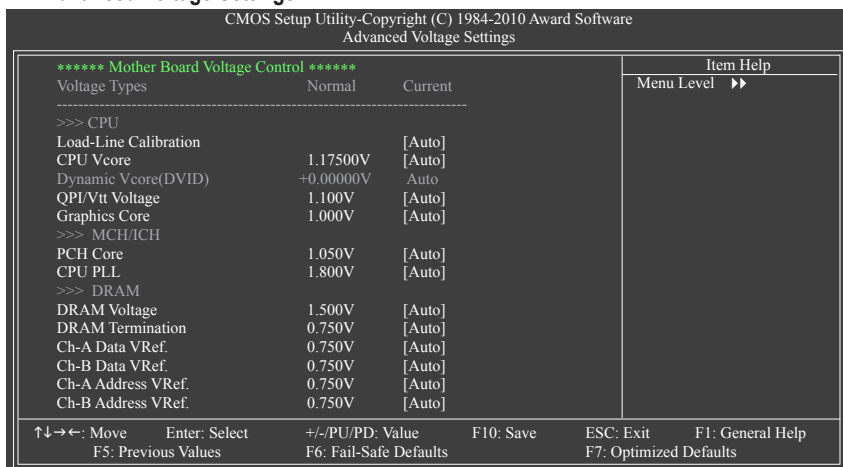 CMOS Setup Utility-Copyright (C) 1984-2010 Award Software
Advanced Voltage Settings
****** Mother Board Voltage Control ****** Item Help
Voltage Types Normal Current Menu Level ▸▸
-----------------------------------------------------------------------------
>>> CPU
Load-Line Calibration [Auto]
CPU Vcore 1.17500V [Auto]
Dynamic Vcore(DVID) +0.00000V Auto
QPI/Vtt Voltage 1.100V [Auto]
Graphics Core 1.000V [Auto]
>>> MCH/ICH
PCH Core 1.050V [Auto]
CPU PLL 1.800V [Auto]
>>> DRAM
DRAM Voltage 1.500V [Auto]
DRAM Termination 0.750V [Auto]
Ch-A Data VRef. 0.750V [Auto]
Ch-B Data VRef. 0.750V [Auto]
Ch-A Address VRef. 0.750V [Auto]
Ch-B Address VRef. 0.750V [Auto]
↑↓→←: Move Enter: Select +/-/PU/PD: Value F10: Save ESC: Exit F1: General Help
F5: Previous Values F6: Fail-Safe Defaults F7: Optimized Defaults